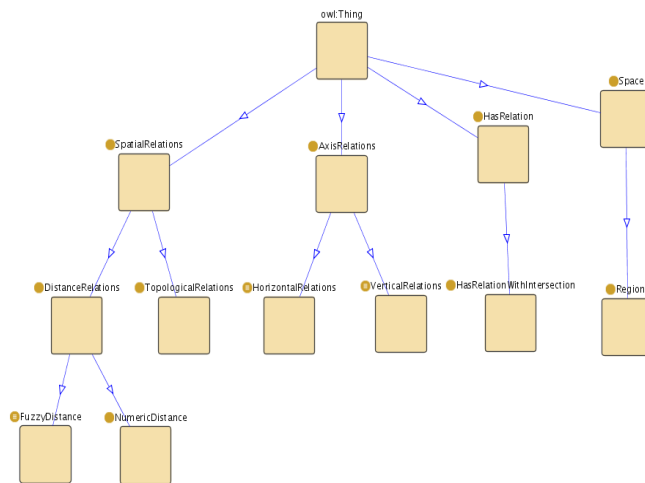 owl:Thing
Space
HasRelation
SpatialRelations
AxisRelations
DistanceRelations
TopologicalRelations
HorizontalRelations
VerticalRelations
HasRelationWithIntersection
Region
FuzzyDistance
NumericDistance